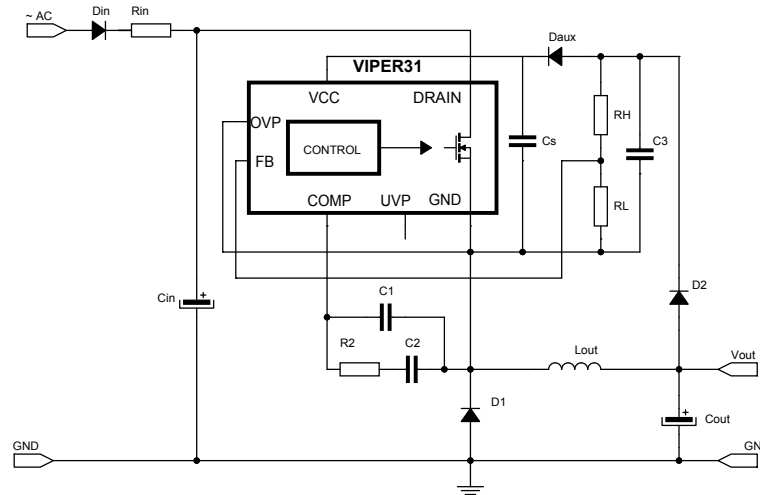 ~ AC
Din
Rin
Daux
VIPER31
VCC
DRAIN
OVP
RH
CONTROL
Cs
C3
FB
RL
COMP
UVP
GND
Cin
+
C1
D2
R2
C2
Lout
Vout
D1
+
Cout
GND
GN